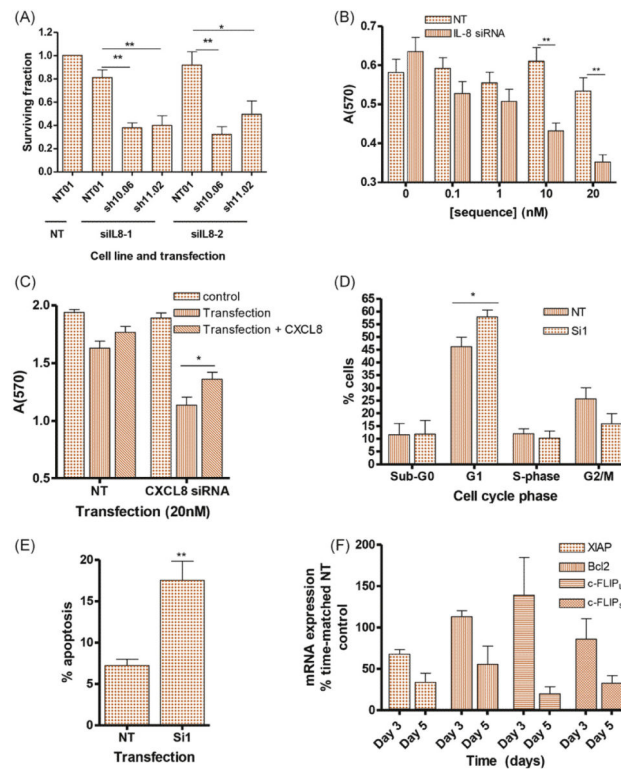 (A)
**
**
*
**
Surviving fraction
1.2
1.0
0.8
0.6
0.4
0.2
0.0
NT01
NT01
sh10.06
sh11.02
NT01
sh10.06
sh11.02
NT
siIL8-1
siIL8-2
Cell line and transfection
(B)
NT
IL-8 siRNA
**
**
A(570)
0.7
0.6
0.5
0.4
0.3
0
0.1
1
10
20
[sequence] (nM)
(C)
control
Transfection
Transfection + CXCL8
*
A(570)
2.0
1.5
1.0
0.5
NT
CXCL8 siRNA
Transfection (20nM)
(D)
*
NT
Si1
% cells
65
60
55
50
45
40
35
30
25
20
15
10
5
0
Sub-G0
G1
S-phase
G2/M
Cell cycle phase
(E)
**
% apoptosis
20
15
10
5
0
NT
Si1
Transfection
(F)
XIAP
Bcl2
c-FLIPL
c-FLIP
mRNA expression
% time-matched NT
control
200
150
100
50
0
Day 3
Day 5
Day 3
Day 5
Day 3
Day 5
Day 3
Day 5
Time (days)